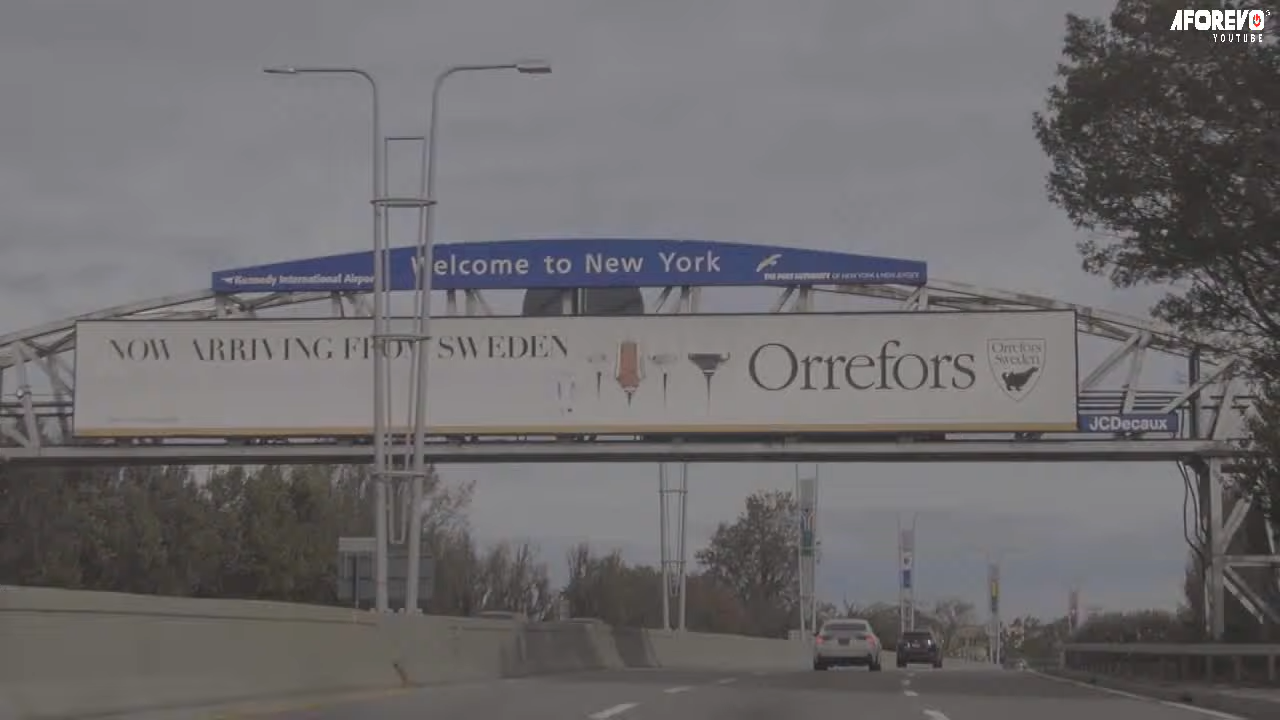 AFOREVO
YOUTUBE
Welcome to New York
Kennedy International Airpor
THE PORT AUTHORITY OF NEW YORK & NEW JERSEY
NOW ARRIVING FROM SWEDEN
Orrefors
Orrefors
Sweden
JCDecaux